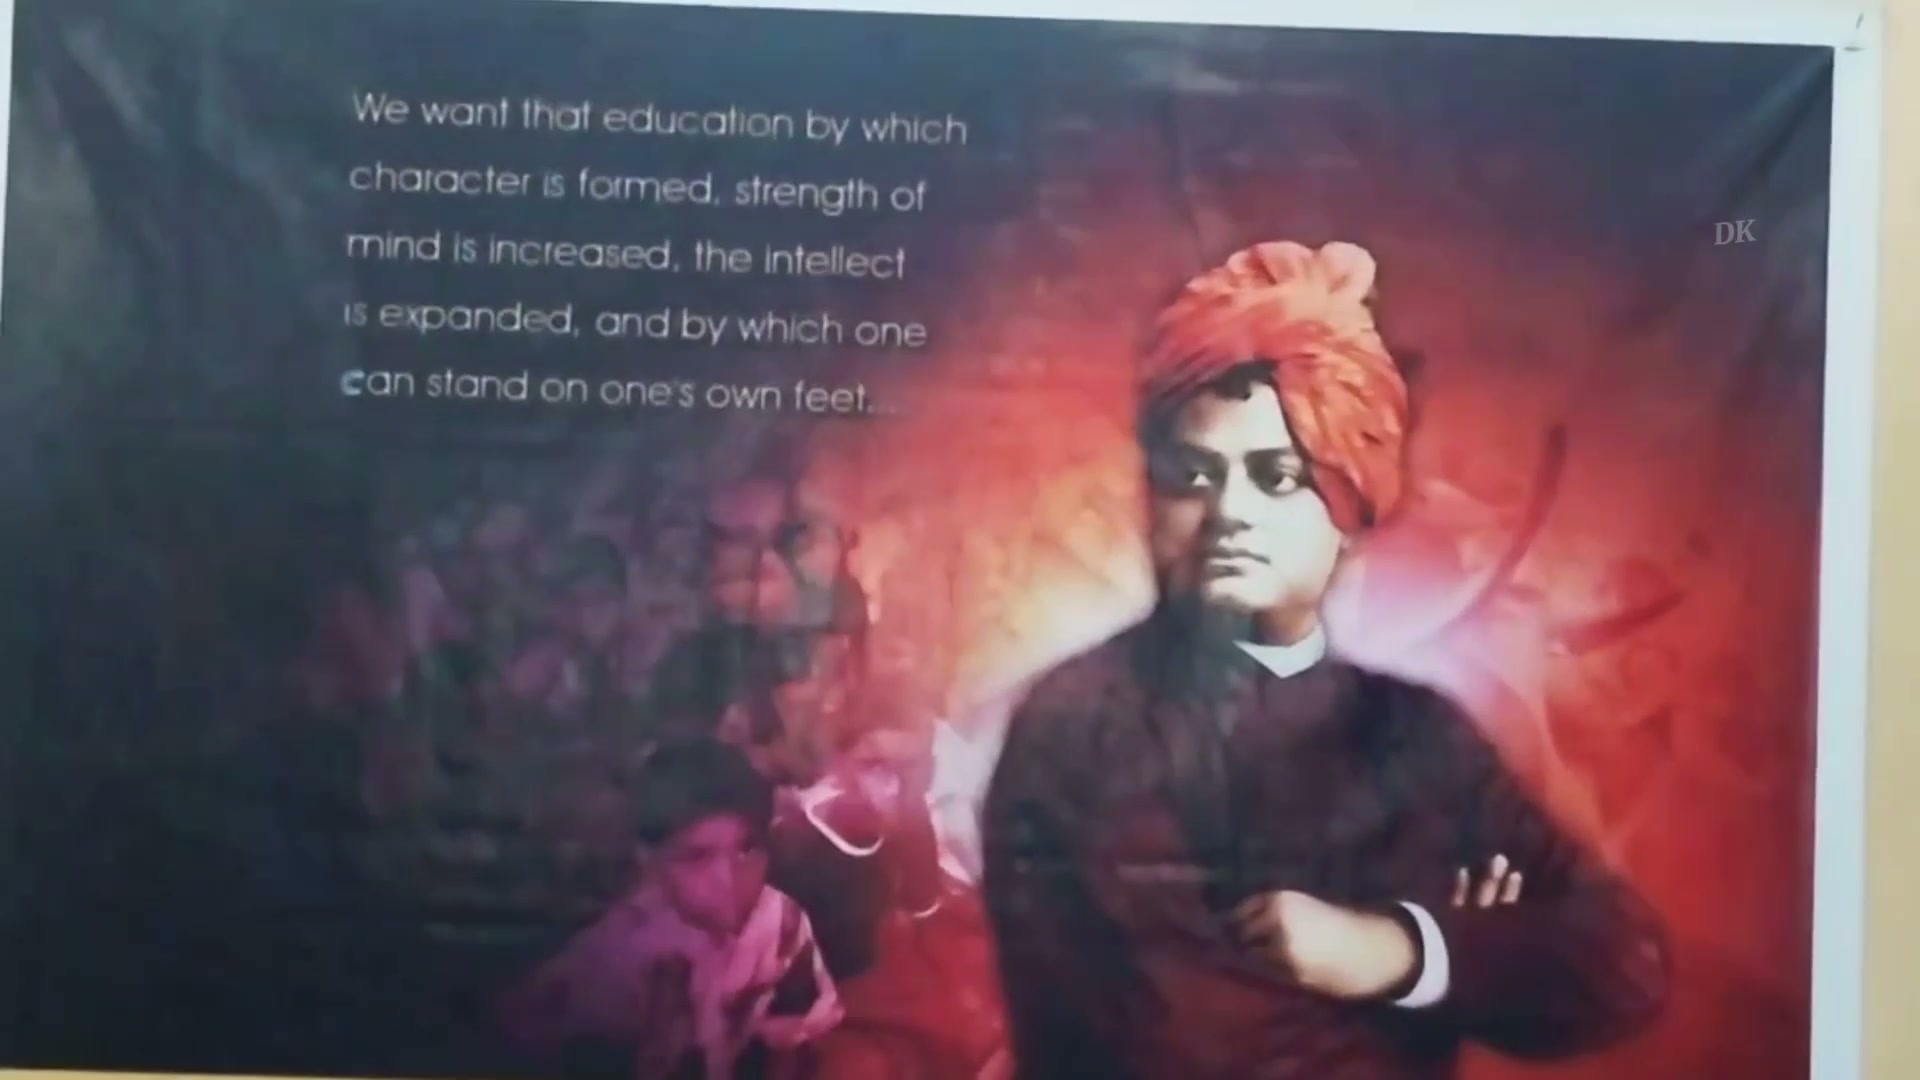 We want that education by which
character is formed, strength of
mind is increased, the intellect
is expanded, and by which one
can stand on one's own feet...
DK